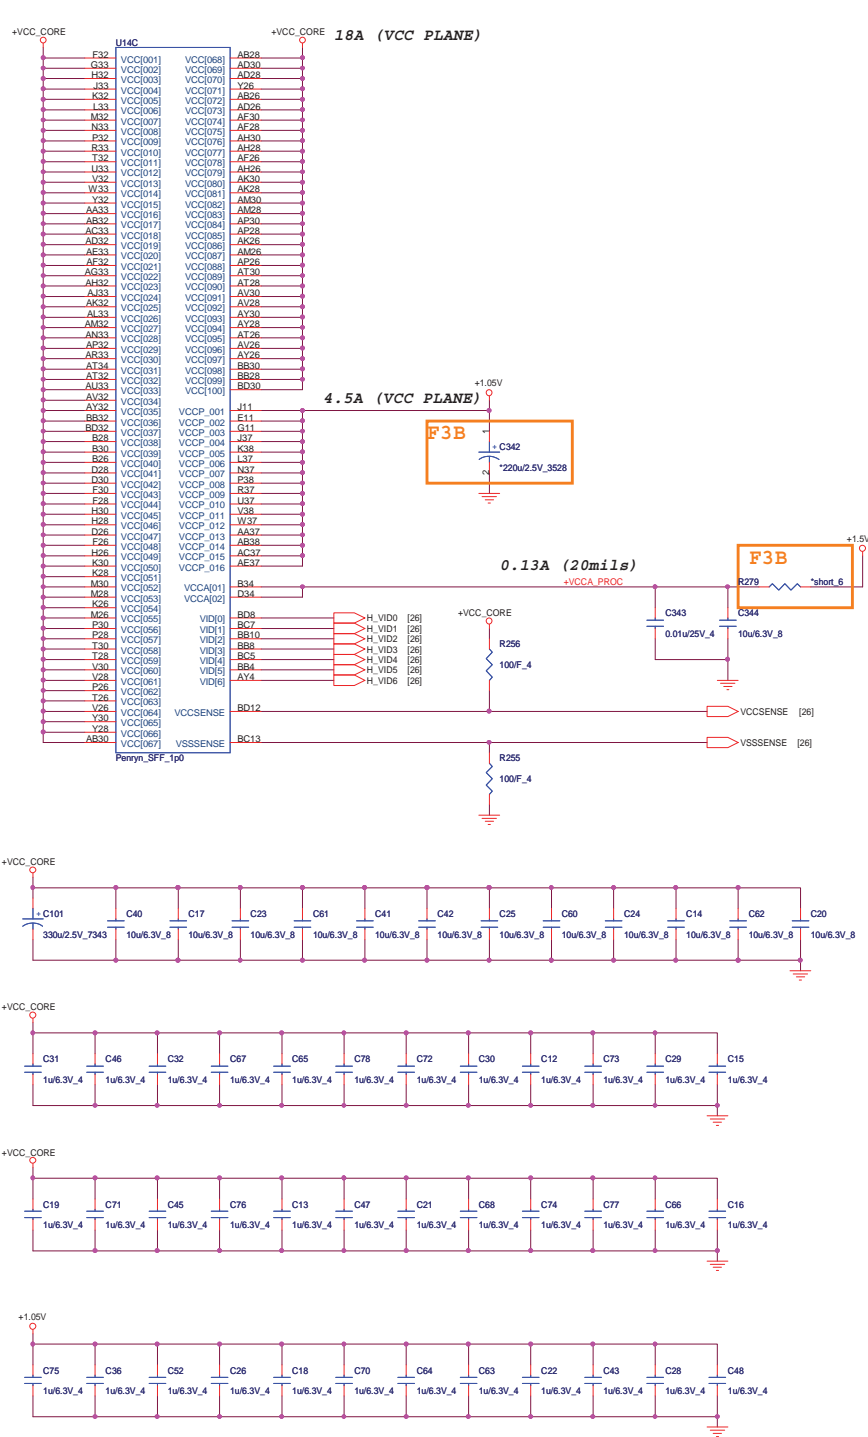 +VCC_CORE
+VCC_CORE
18A (VCC PLANE)
U14C
F32 VCC[001] VCC[068] AB28
G33 VCC[002] VCC[069] AD30
H32 VCC[003] VCC[070] AD28
J33 VCC[004] VCC[071] Y26
K32 VCC[005] VCC[072] AB26
L33 VCC[006] VCC[073] AD26
M32 VCC[007] VCC[074] AF30
N33 VCC[008] VCC[075] AF28
P32 VCC[009] VCC[076] AH30
R33 VCC[010] VCC[077] AH28
T32 VCC[011] VCC[078] AF26
U33 VCC[012] VCC[079] AH26
V32 VCC[013] VCC[080] AK30
W33 VCC[014] VCC[081] AK28
Y32 VCC[015] VCC[082] AM30
AA33 VCC[016] VCC[083] AM28
AB32 VCC[017] VCC[084] AP30
AC33 VCC[018] VCC[085] AP28
AD32 VCC[019] VCC[086] AK26
AE33 VCC[020] VCC[087] AM26
AF32 VCC[021] VCC[088] AP26
AG33 VCC[022] VCC[089] AT30
AH32 VCC[023] VCC[090] AT28
AJ33 VCC[024] VCC[091] AV30
AK32 VCC[025] VCC[092] AV28
AL33 VCC[026] VCC[093] AY30
AM32 VCC[027] VCC[094] AY28
AN33 VCC[028] VCC[095] AT26
AP32 VCC[029] VCC[096] AV26
AR33 VCC[030] VCC[097] AY26
AT34 VCC[031] VCC[098] BB30
AT32 VCC[032] VCC[099] BB28
AU33 VCC[033] VCC[100] BD30
AV32 VCC[034]
4.5A (VCC PLANE)
+1.05V
AY32 VCC[035] VCCP_001 J11
BB32 VCC[036] VCCP_002 E11
BD32 VCC[037] VCCP_003 G11
B28 VCC[038] VCCP_004 J37
B30 VCC[039] VCCP_005 K38
B26 VCC[040] VCCP_006 L37
D28 VCC[041] VCCP_007 N37
D30 VCC[042] VCCP_008 P38
F30 VCC[043] VCCP_009 R37
F28 VCC[044] VCCP_010 U37
H30 VCC[045] VCCP_011 V38
H28 VCC[046] VCCP_012 W37
D26 VCC[047] VCCP_013 AA37
F26 VCC[048] VCCP_014 AB38
H26 VCC[049] VCCP_015 AC37
K30 VCC[050] VCCP_016 AE37
K28 VCC[051]
M30 VCC[052] VCCA[01] B34
M28 VCC[053] VCCA[02] D34
K26 VCC[054]
M26 VCC[055] VID[0] BD8 H_VID0 [26]
P30 VCC[056] VID[1] BC7 H_VID1 [26]
P28 VCC[057] VID[2] BB10 H_VID2 [26]
T30 VCC[058] VID[3] BB8 H_VID3 [26]
T28 VCC[059] VID[4] BC5 H_VID4 [26]
V30 VCC[060] VID[5] BB4 H_VID5 [26]
V28 VCC[061] VID[6] AY4 H_VID6 [26]
P26 VCC[062]
T26 VCC[063]
V26 VCC[064] VCCSENSE BD12 VCCSENSE [26]
Y30 VCC[065]
Y28 VCC[066]
AB30 VCC[067] VSSSENSE BC13 VSSSENSE [26]
Penryn_SFF_1p0
F3B
1
+ C342
*220u/2.5V_3528
2
0.13A (20mils)
+VCCA_PROC
F3B
+1.5V
R279 *short_6
C343
0.01u/25V_4
C344
10u/6.3V_8
+VCC_CORE
R256
100/F_4
R255
100/F_4
+VCC_CORE
+ C101 C40 C17 C23 C61 C41 C42 C25 C60 C24 C14 C62 C20
330u/2.5V_7343 10u/6.3V_8 10u/6.3V_8 10u/6.3V_8 10u/6.3V_8 10u/6.3V_8 10u/6.3V_8 10u/6.3V_8 10u/6.3V_8 10u/6.3V_8 10u/6.3V_8 10u/6.3V_8 10u/6.3V_8
+VCC_CORE
C31 C46 C32 C67 C65 C78 C72 C30 C12 C73 C29 C15
1u/6.3V_4 1u/6.3V_4 1u/6.3V_4 1u/6.3V_4 1u/6.3V_4 1u/6.3V_4 1u/6.3V_4 1u/6.3V_4 1u/6.3V_4 1u/6.3V_4 1u/6.3V_4 1u/6.3V_4
+VCC_CORE
C19 C71 C45 C76 C13 C47 C21 C68 C74 C77 C66 C16
1u/6.3V_4 1u/6.3V_4 1u/6.3V_4 1u/6.3V_4 1u/6.3V_4 1u/6.3V_4 1u/6.3V_4 1u/6.3V_4 1u/6.3V_4 1u/6.3V_4 1u/6.3V_4 1u/6.3V_4
+1.05V
C75 C36 C52 C26 C18 C70 C64 C63 C22 C43 C28 C48
1u/6.3V_4 1u/6.3V_4 1u/6.3V_4 1u/6.3V_4 1u/6.3V_4 1u/6.3V_4 1u/6.3V_4 1u/6.3V_4 1u/6.3V_4 1u/6.3V_4 1u/6.3V_4 1u/6.3V_4